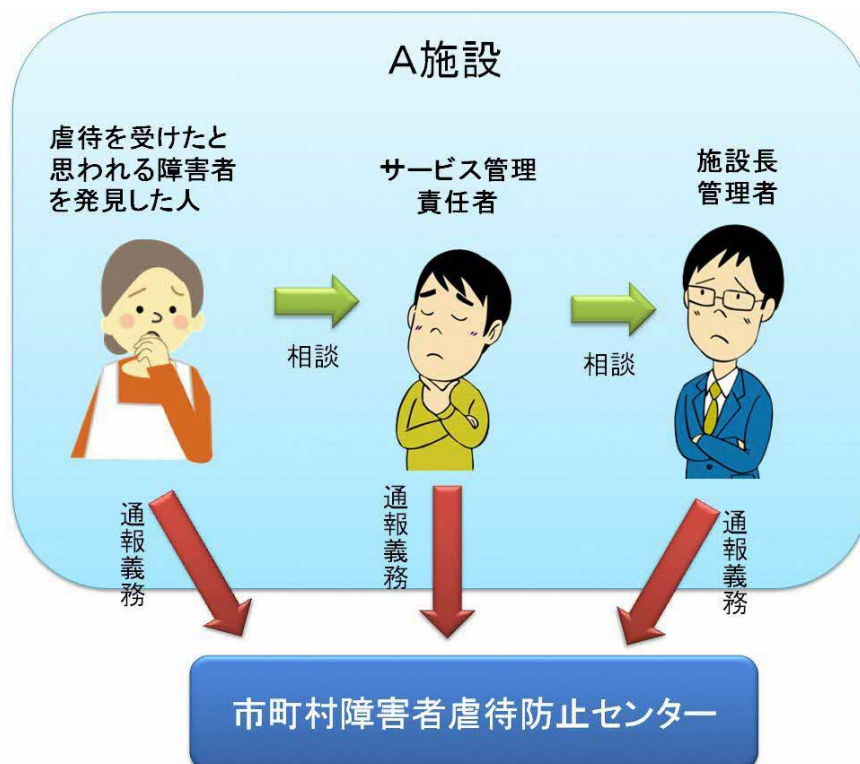 A施設
虐待を受けたと
思われる障害者
を発見した人
サービス管理
責任者
施設長
管理者
相談
相談
通報義務
通報義務
通報義務
市町村障害者虐待防止センター